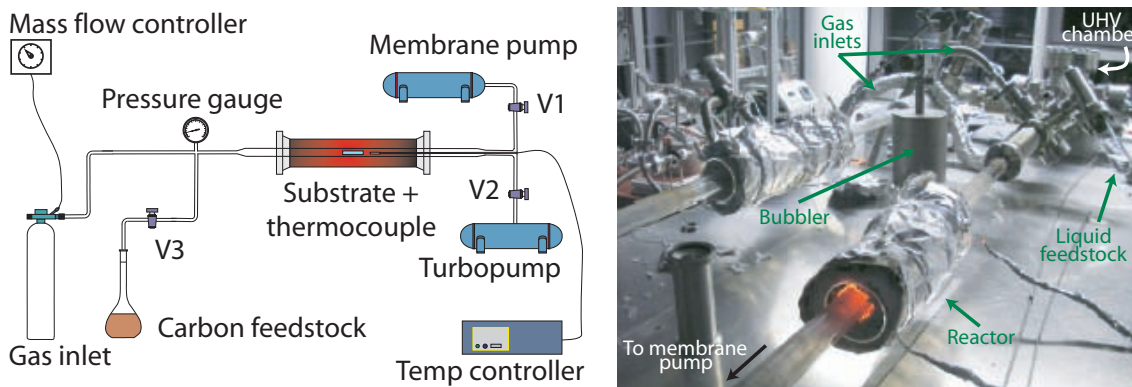 Mass flow controller
Membrane pump
Pressure gauge
V1
Substrate +
thermocouple
V2
V3
Turbopump
Carbon feedstock
Gas inlet
Temp controller
Gas
inlets
UHV
chamber
Bubbler
Liquid
feedstock
Reactor
To membrane
pump